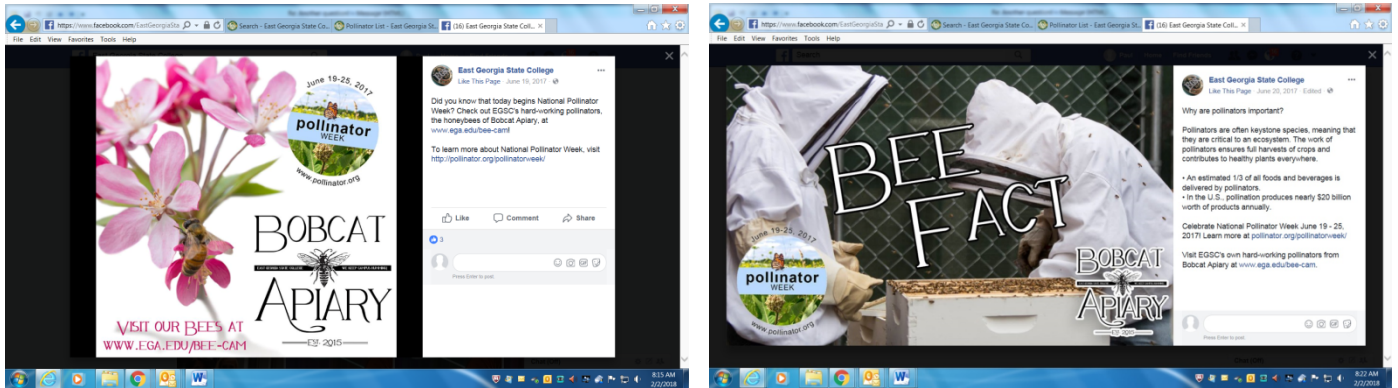 https://www.facebook.com/EastGeorgiaSta
Search - East Georgia State Co...
Pollinator List - East Georgia St...
(16) East Georgia State Coll...
File Edit View Favorites Tools Help
June 19-25, 2017
pollinator
WEEK
www.pollinator.org
BOBCAT
EAST GEORGIA STATE COLLEGE
APIARY
EST. 2015
VISIT OUR BEES AT
WWW.EGA.EDU/BEE-CAM
East Georgia State College
Like This Page · June 19, 2017
Did you know that today begins National Pollinator
Week? Check out EGSC's hard-working pollinators,
the honeybees of Bobcat Apiary, at
www.ega.edu/bee-cam!
To learn more about National Pollinator Week, visit
http://pollinator.org/pollinatorweek/
Like Comment Share
3
Press Enter to post.
8:15 AM
2/2/2018
https://www.facebook.com/EastGeorgiaSta
Search - East Georgia State Co...
Pollinator List - East Georgia St...
(16) East Georgia State Coll...
File Edit View Favorites Tools Help
Search
BEE
FACT
June 19-25, 2017
pollinator
WEEK
www.pollinator.org
BOBCAT
APIARY
EST. 2015
East Georgia State College
Like This Page · June 20, 2017 · Edited
Why are pollinators important?
Pollinators are often keystone species, meaning that
they are critical to an ecosystem. The work of
pollinators ensures full harvests of crops and
contributes to healthy plants everywhere.
• An estimated 1/3 of all foods and beverages is
delivered by pollinators.
• In the U.S., pollination produces nearly $20 billion
worth of products annually.
Celebrate National Pollinator Week June 19 - 25,
2017! Learn more at pollinator.org/pollinatorweek/
Visit EGSC's own hard-working pollinators from
Bobcat Apiary at www.ega.edu/bee-cam.
Press Enter to post.
8:22 AM
2/2/2018